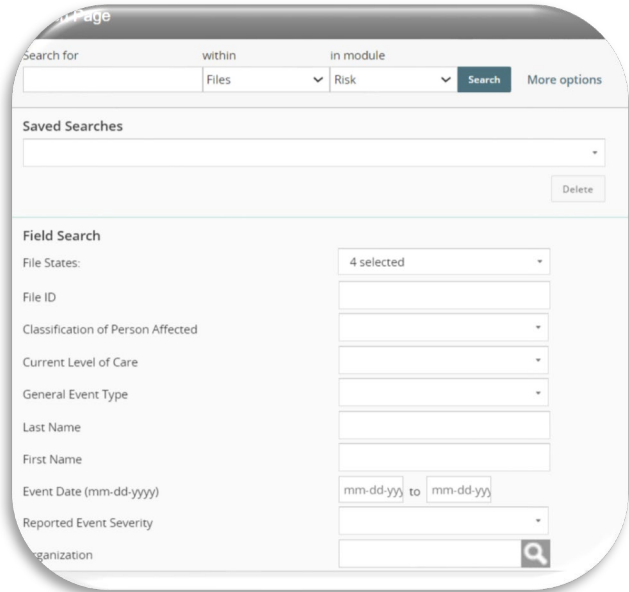 Page
Search for within in module
Files Risk Search More options
Saved Searches
Delete
Field Search
File States: 4 selected
File ID
Classification of Person Affected
Current Level of Care
General Event Type
Last Name
First Name
Event Date (mm-dd-yyyy) mm-dd-yyy to mm-dd-yyy
Reported Event Severity
rganization